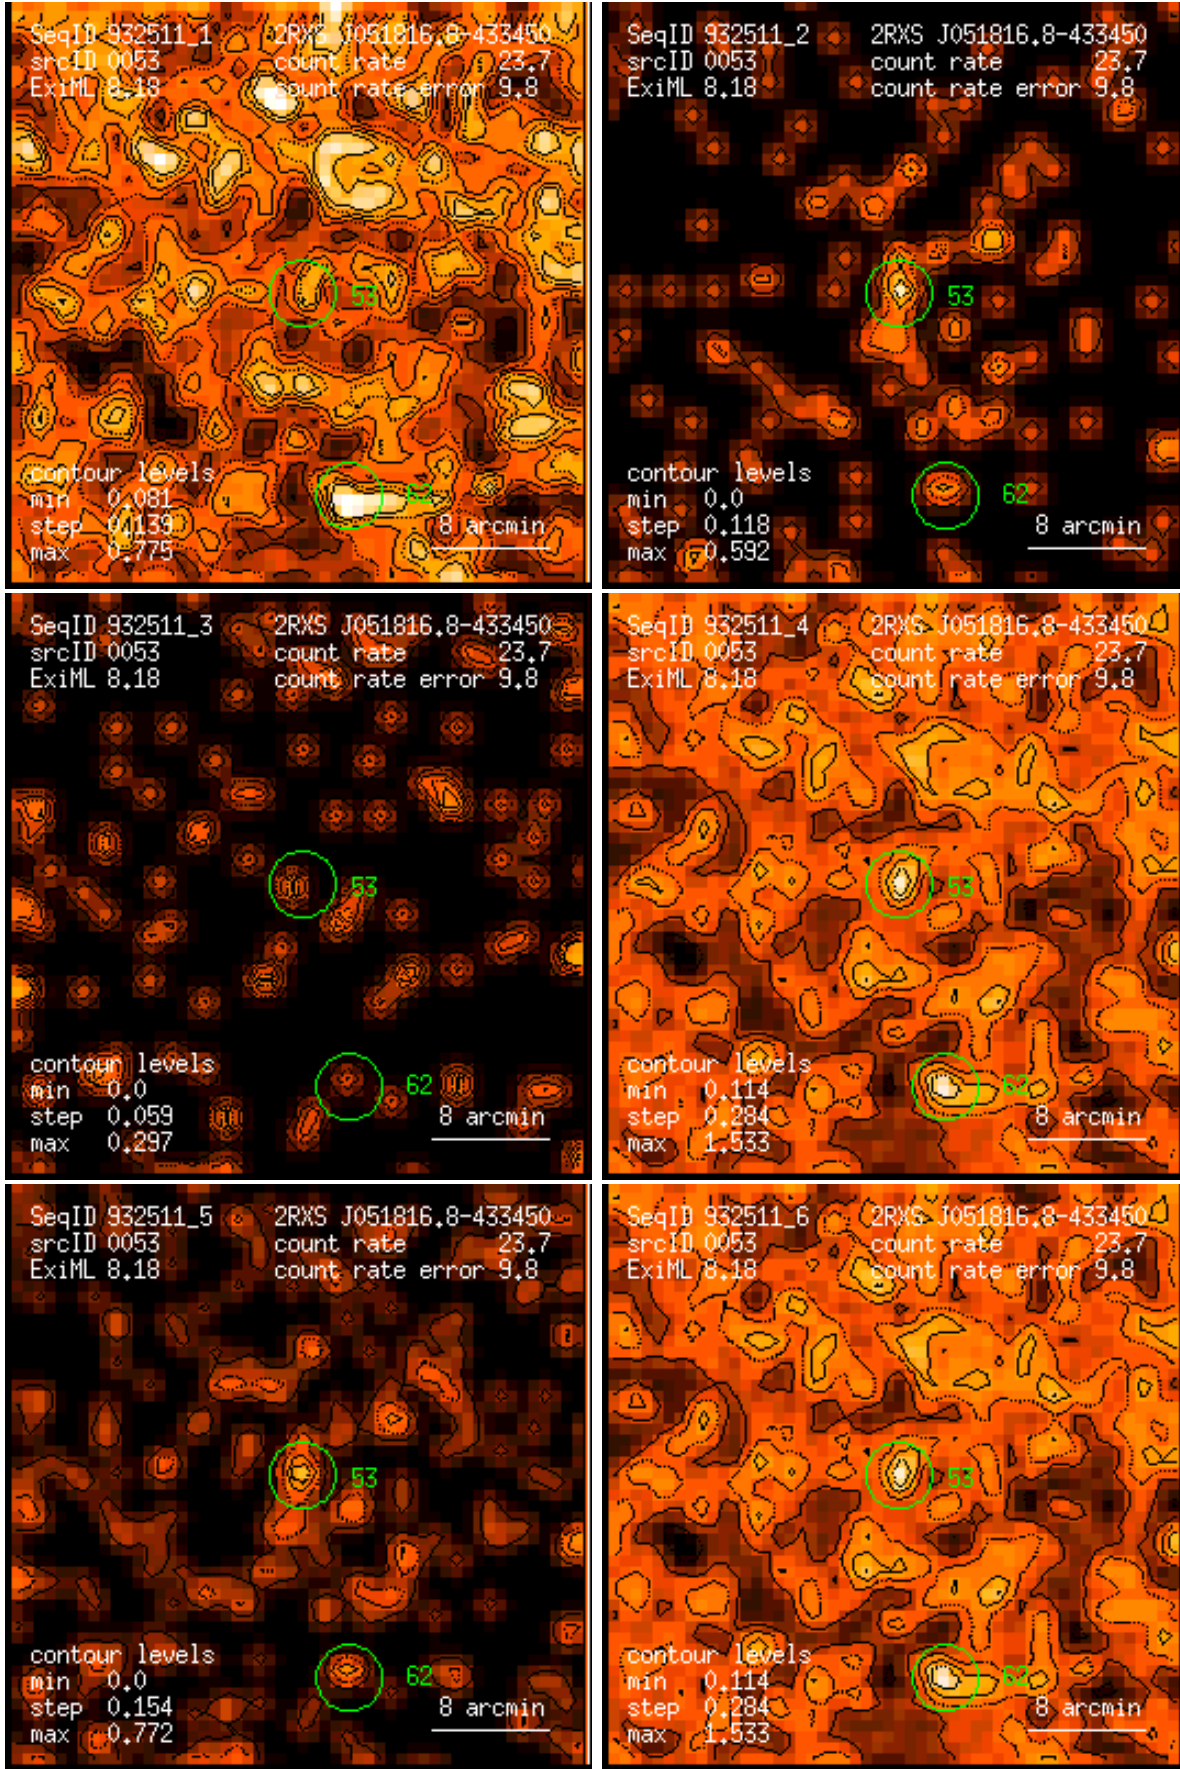 SeqID 932511_1 2RXS J051816.8-433450
srcID 0053 count rate 23.7
ExiML 8.18 count rate error 9.8
53
contour levels
min 0.081
62
step 0.139
8 arcmin
max 0.775
SeqID 932511_2 2RXS J051816.8-433450
srcID 0053 count rate 23.7
ExiML 8.18 count rate error 9.8
53
contour levels
min 0.0
62
step 0.118
8 arcmin
max 0.592
SeqID 932511_3 2RXS J051816.8-433450
srcID 0053 count rate 23.7
ExiML 8.18 count rate error 9.8
53
contour levels
min 0.0
62
step 0.059
8 arcmin
max 0.297
SeqID 932511_4 2RXS J051816.8-433450
srcID 0053 count rate 23.7
ExiML 8.18 count rate error 9.8
53
contour levels
min 0.114
62
step 0.284
8 arcmin
max 1.533
SeqID 932511_5 2RXS J051816.8-433450
srcID 0053 count rate 23.7
ExiML 8.18 count rate error 9.8
53
contour levels
min 0.0
62
step 0.154
8 arcmin
max 0.772
SeqID 932511_6 2RXS J051816.8-433450
srcID 0053 count rate 23.7
ExiML 8.18 count rate error 9.8
53
contour levels
min 0.114
62
step 0.284
8 arcmin
max 1.533